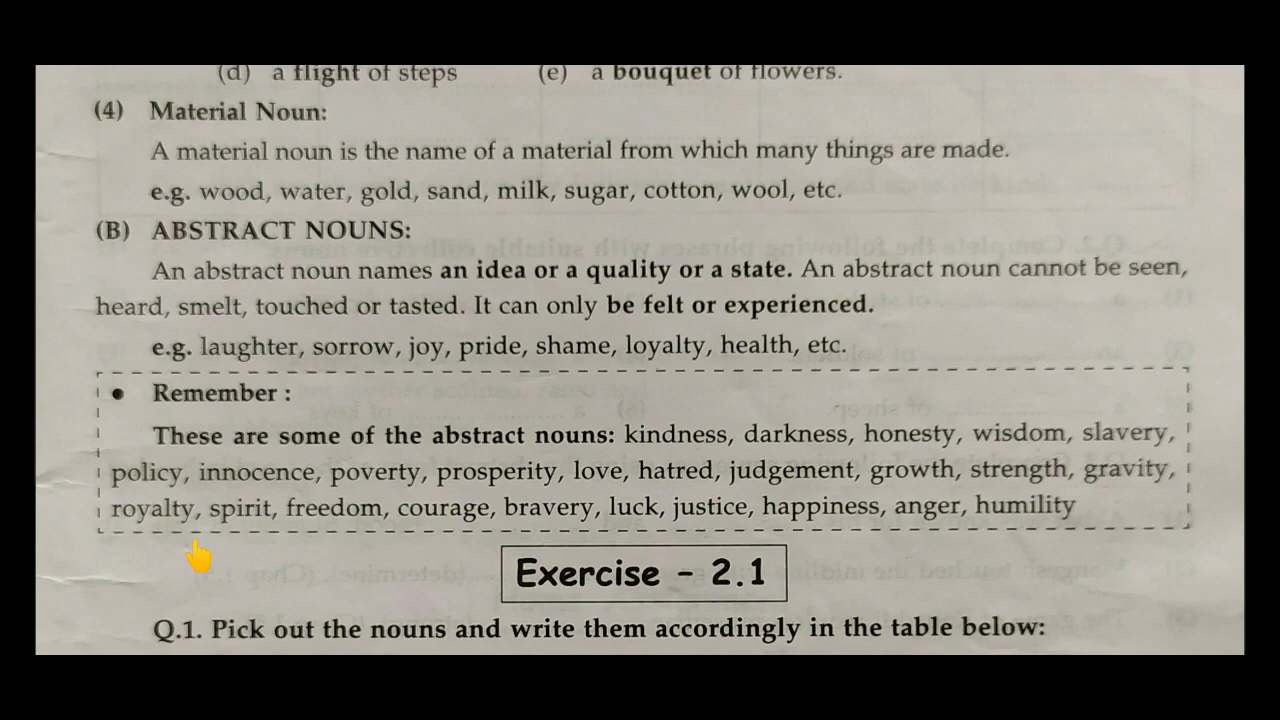 (d) a flight of steps (e) a bouquet of flowers.
(4) Material Noun:
A material noun is the name of a material from which many things are made.
e.g. wood, water, gold, sand, milk, sugar, cotton, wool, etc.
(B) ABSTRACT NOUNS:
An abstract noun names an idea or a quality or a state. An abstract noun cannot be seen,
heard, smelt, touched or tasted. It can only be felt or experienced.
e.g. laughter, sorrow, joy, pride, shame, loyalty, health, etc.
• Remember :
These are some of the abstract nouns: kindness, darkness, honesty, wisdom, slavery,
policy, innocence, poverty, prosperity, love, hatred, judgement, growth, strength, gravity,
royalty, spirit, freedom, courage, bravery, luck, justice, happiness, anger, humility
Exercise - 2.1
Q.1. Pick out the nouns and write them accordingly in the table below: